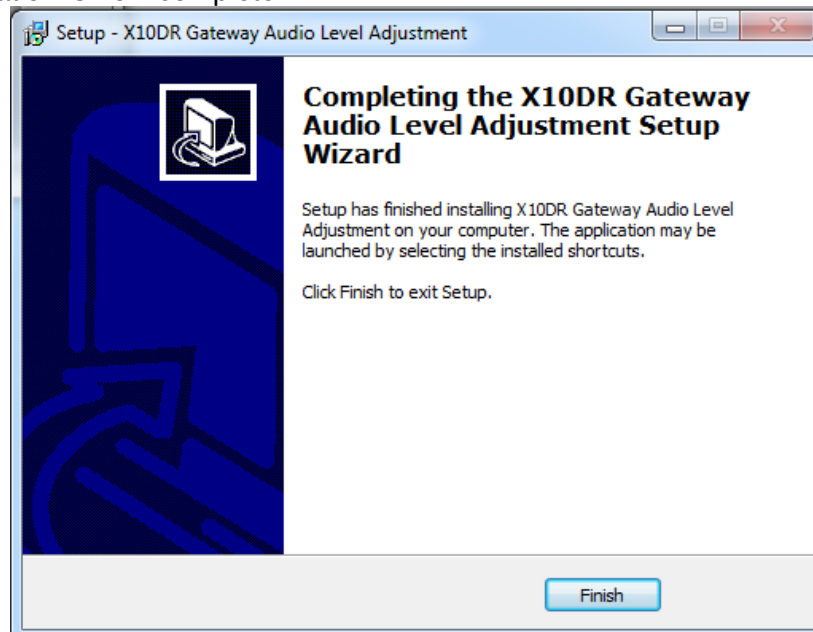 Setup - X10DR Gateway Audio Level Adjustment
Completing the X10DR Gateway
Audio Level Adjustment Setup
Wizard
Setup has finished installing X10DR Gateway Audio Level
Adjustment on your computer. The application may be
launched by selecting the installed shortcuts.
Click Finish to exit Setup.
Finish